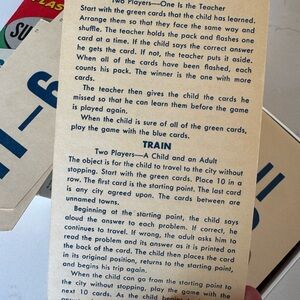 Two Players—One Is the Teacher
Start with the green cards that the child has learned.
Arrange them so that they face the same way and
shuffle. The teacher holds the pack and flashes one
card at a time. If the child says the correct answer
he gets the card. If not, the teacher puts it aside.
When all of the cards have been flashed, each
counts his pack. The winner is the one with more
cards.
The teacher then gives the child the cards he
missed so that he can learn them before the game
is played again.
When the child is sure of all of the green cards,
play the game with the blue cards.
TRAIN
Two Players—A Child and an Adult
The object is for the child to travel to the city without
stopping. Start with the green cards. Place 10 in a
row. The first card is the starting point. The last card
is any city agreed upon. The cards between are
unnamed towns.
Beginning at the starting point, the child says
aloud the answer to each problem. If correct, he
continues to travel. If wrong, the adult asks him to
read the problem and its answer as it is printed on
the back of the card. The child then places the card
in its original position, returns to the starting point,
and begins his trip again.
When the child can go from the starting point to
the city without stopping, play the game with the
next 10 cards. As the child
SU
9